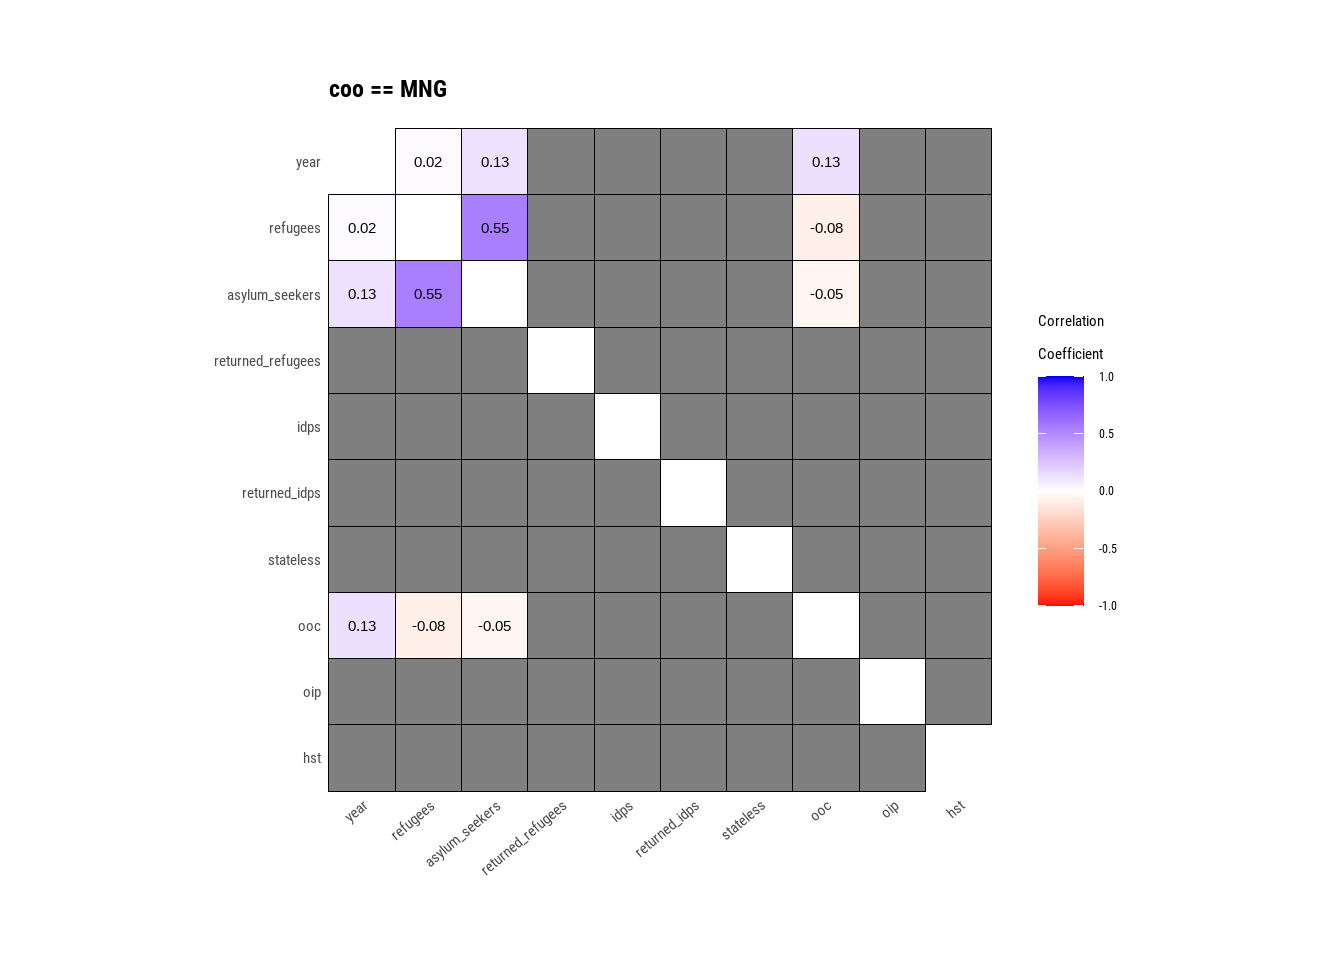 coo == MNG
year 0.02 0.13 0.13
refugees 0.02 0.55 -0.08
asylum_seekers 0.13 0.55 -0.05
returned_refugees
idps
returned_idps
stateless
ooc 0.13 -0.08 -0.05
oip
hst
year refugees asylum_seekers returned_refugees idps returned_idps stateless ooc oip hst
Correlation
Coefficient
1.0
0.5
0.0
-0.5
-1.0